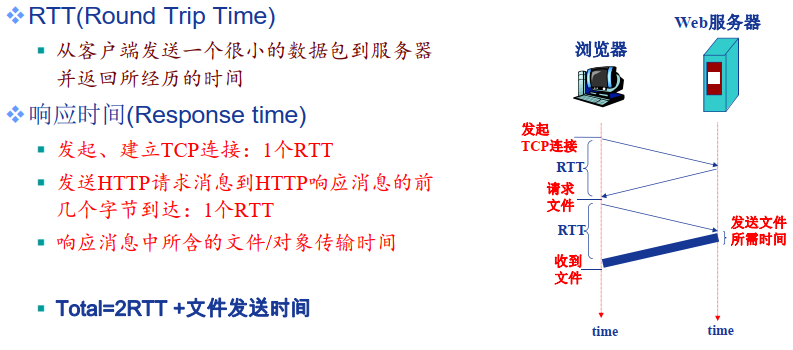 RTT(Round Trip Time)
从客户端发送一个很小的数据包到服务器
并返回所经历的时间
响应时间(Response time)
发起、建立TCP连接：1个RTT
发送HTTP请求消息到HTTP响应消息的前
几个字节到达：1个RTT
响应消息中所含的文件/对象传输时间
Total=2RTT +文件发送时间
Web服务器
浏览器
发起
TCP连接
RTT
请求
文件
RTT
发送文件
所需时间
收到
文件
time
time